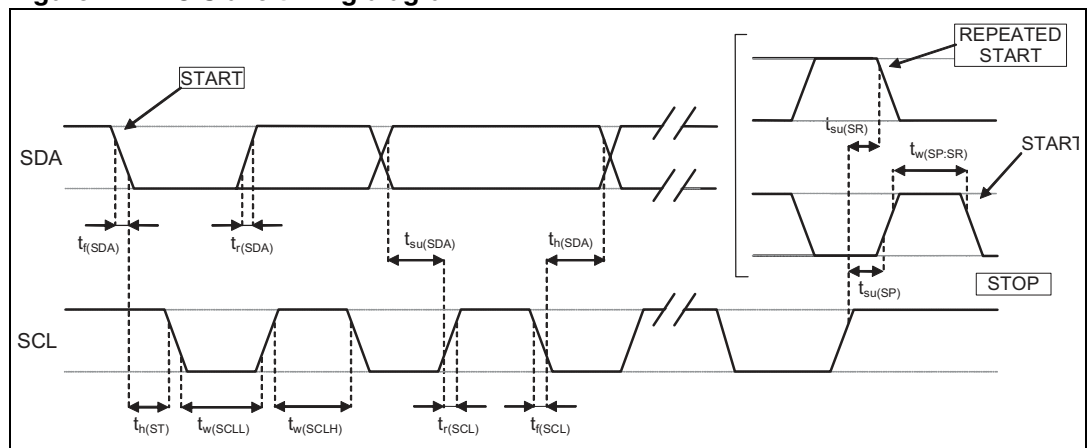 REPEATED
START
START
SDA
tsu(SR)
tw(SP:SR)
START
tf(SDA)
tr(SDA)
tsu(SDA)
th(SDA)
tsu(SP)
STOP
SCL
th(ST)
tw(SCLL)
tw(SCLH)
tr(SCL)
tf(SCL)